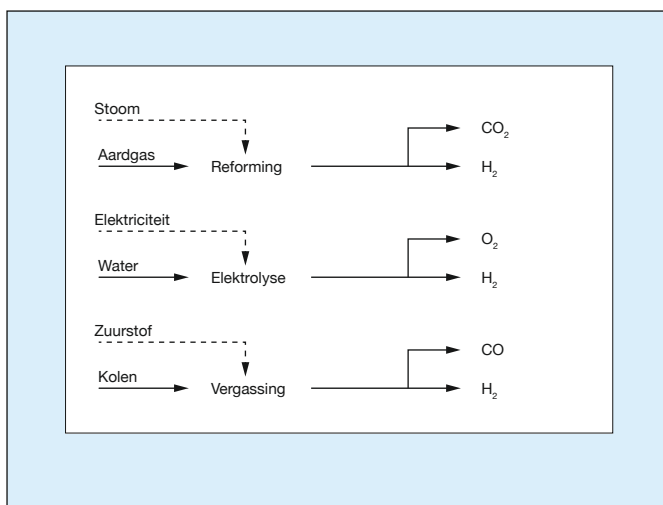 Stoom
CO₂
Aardgas
Reforming
H₂
Elektriciteit
O₂
Water
Elektrolyse
H₂
Zuurstof
CO
Kolen
Vergassing
H₂